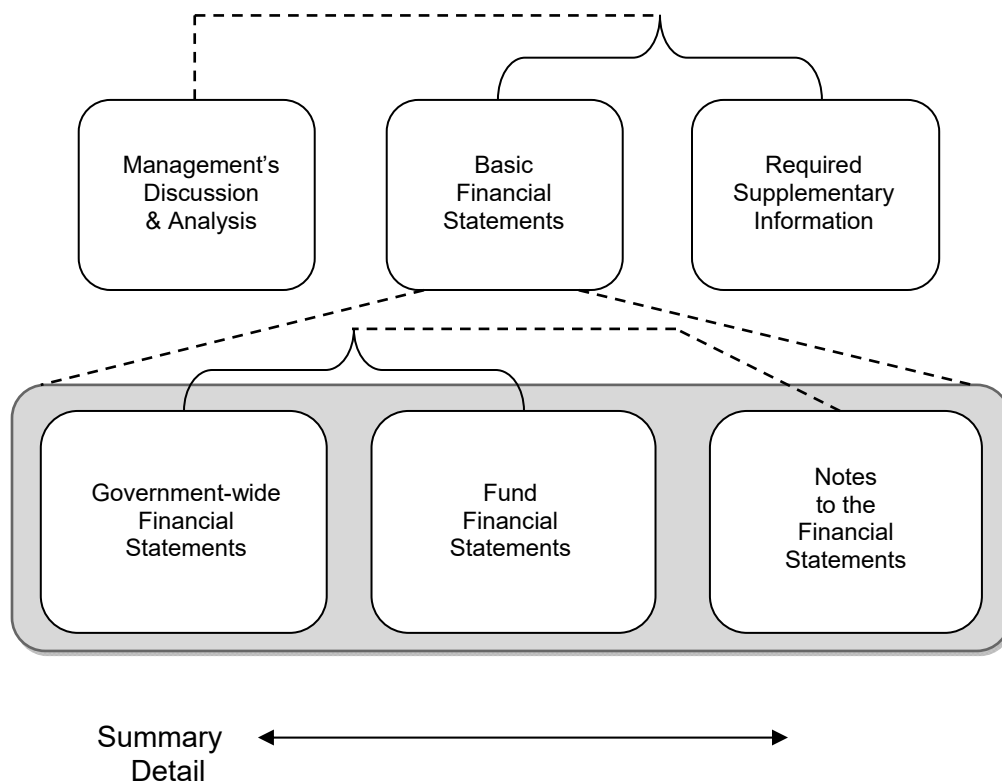 Management’s
Discussion
& Analysis
Basic
Financial
Statements
Required
Supplementary
Information
Government-wide
Financial
Statements
Fund
Financial
Statements
Notes
to the
Financial
Statements
Summary
Detail